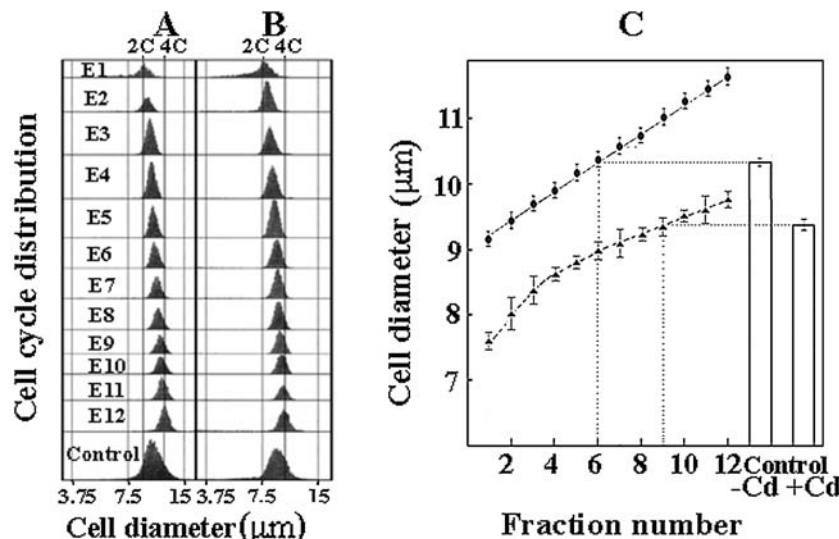 A B
2C 4C 2C 4C
E1
E2
E3
E4
E5
E6
E7
E8
E9
E10
E11
E12
Control
3.75 7.5 15 3.75 7.5 15
Cell diameter (μm)
Cell cycle distribution
C
Cell diameter (μm)
11
10
9
8
7
2 4 6 8 10 12 Control
-Cd +Cd
Fraction number